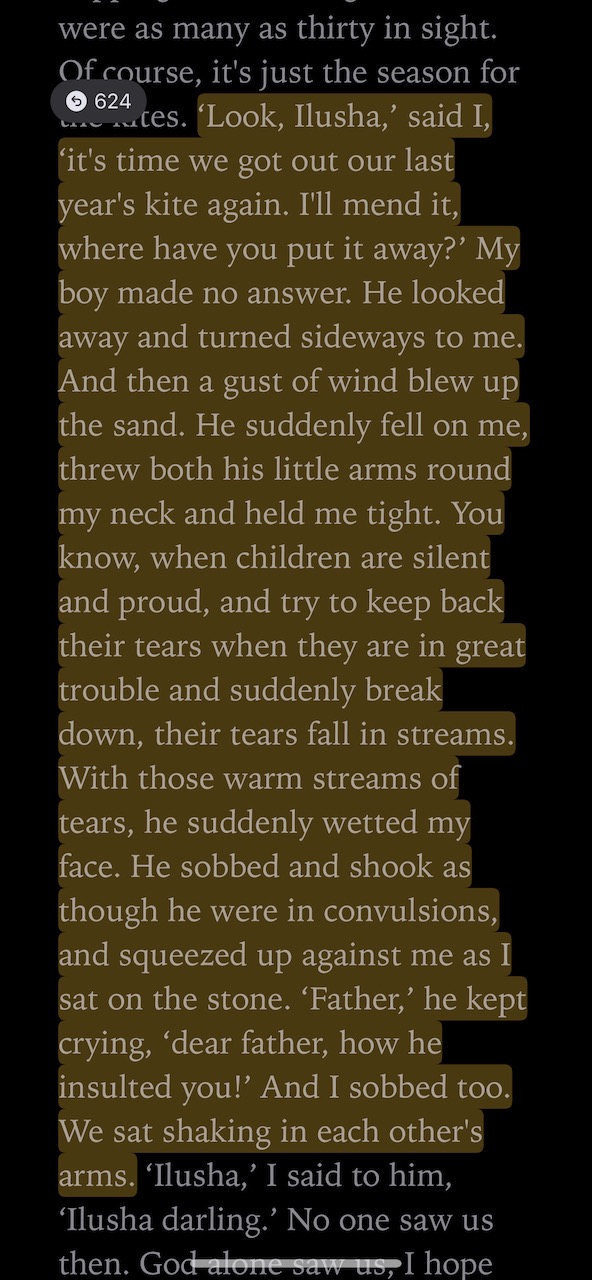 were as many as thirty in sight.
Of course, it's just the season for
624
the kites. ‘Look, Ilusha,’ said I,
‘it's time we got out our last
year's kite again. I'll mend it,
where have you put it away?’ My
boy made no answer. He looked
away and turned sideways to me.
And then a gust of wind blew up
the sand. He suddenly fell on me,
threw both his little arms round
my neck and held me tight. You
know, when children are silent
and proud, and try to keep back
their tears when they are in great
trouble and suddenly break
down, their tears fall in streams.
With those warm streams of
tears, he suddenly wetted my
face. He sobbed and shook as
though he were in convulsions,
and squeezed up against me as I
sat on the stone. ‘Father,’ he kept
crying, ‘dear father, how he
insulted you!’ And I sobbed too.
We sat shaking in each other's
arms. ‘Ilusha,’ I said to him,
‘Ilusha darling.’ No one saw us
then. God alone saw us, I hope